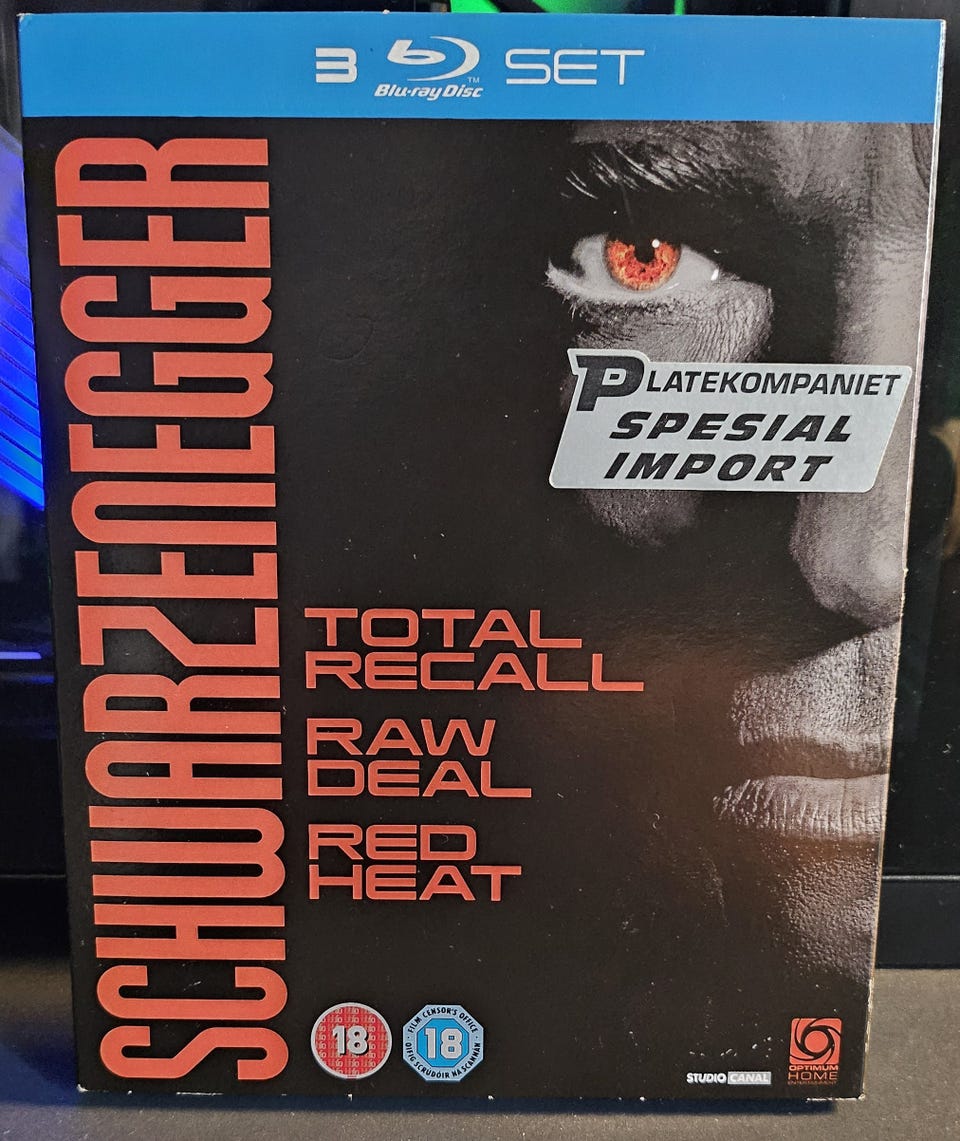 3 Blu-ray Disc™ SET
SCHWARZENEGGER
PLATEKOMPANIET
SPESIAL
IMPORT
TOTAL
RECALL
RAW
DEAL
RED
HEAT
18
FILM CENSOR'S OFFICE
18
OIFIG SCRÚDÓIR NA SCANNÁN
STUDIO CANAL
OPTIMUM
HOME
ENTERTAINMENT